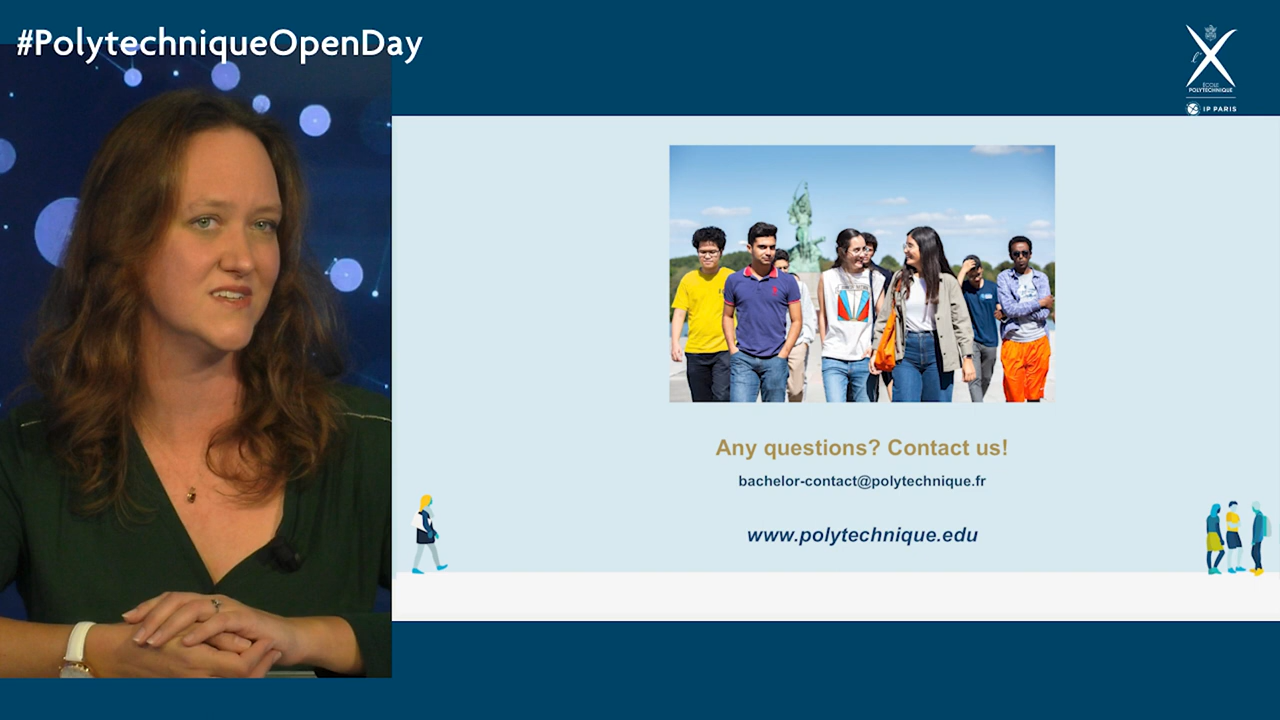 #PolytechniqueOpenDay
ÉCOLE
POLYTECHNIQUE
IP PARIS
Any questions? Contact us!
bachelor-contact@polytechnique.fr
www.polytechnique.edu